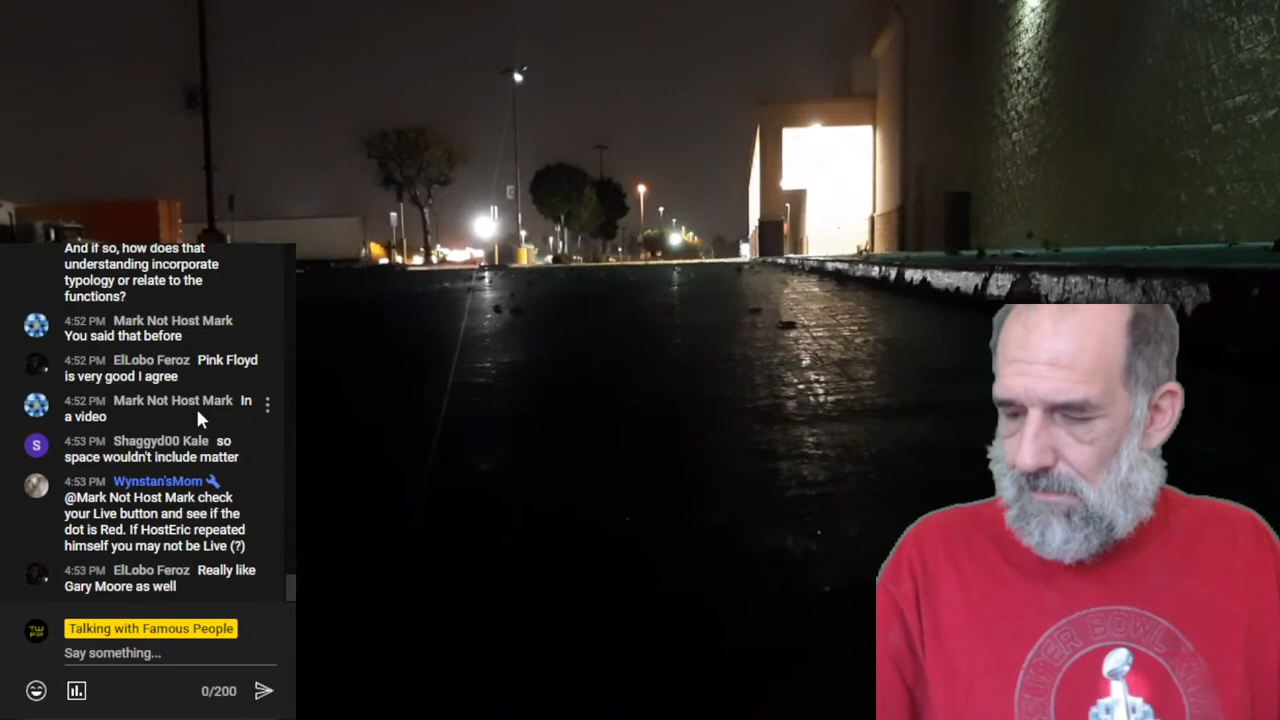 And if so, how does that
understanding incorporate
typology or relate to the
functions?
4:52 PM Mark Not Host Mark
You said that before
4:52 PM ElLobo Feroz Pink Floyd
is very good I agree
4:52 PM Mark Not Host Mark In
a video
S
4:53 PM Shaggyd00 Kale so
space wouldn't include matter
4:53 PM Wynstan'sMom
@Mark Not Host Mark check
your Live button and see if the
dot is Red. If HostEric repeated
himself you may not be Live (?)
4:53 PM ElLobo Feroz Really like
Gary Moore as well
TW
FP
Talking with Famous People
Say something...
0/200
SUPER BOWL